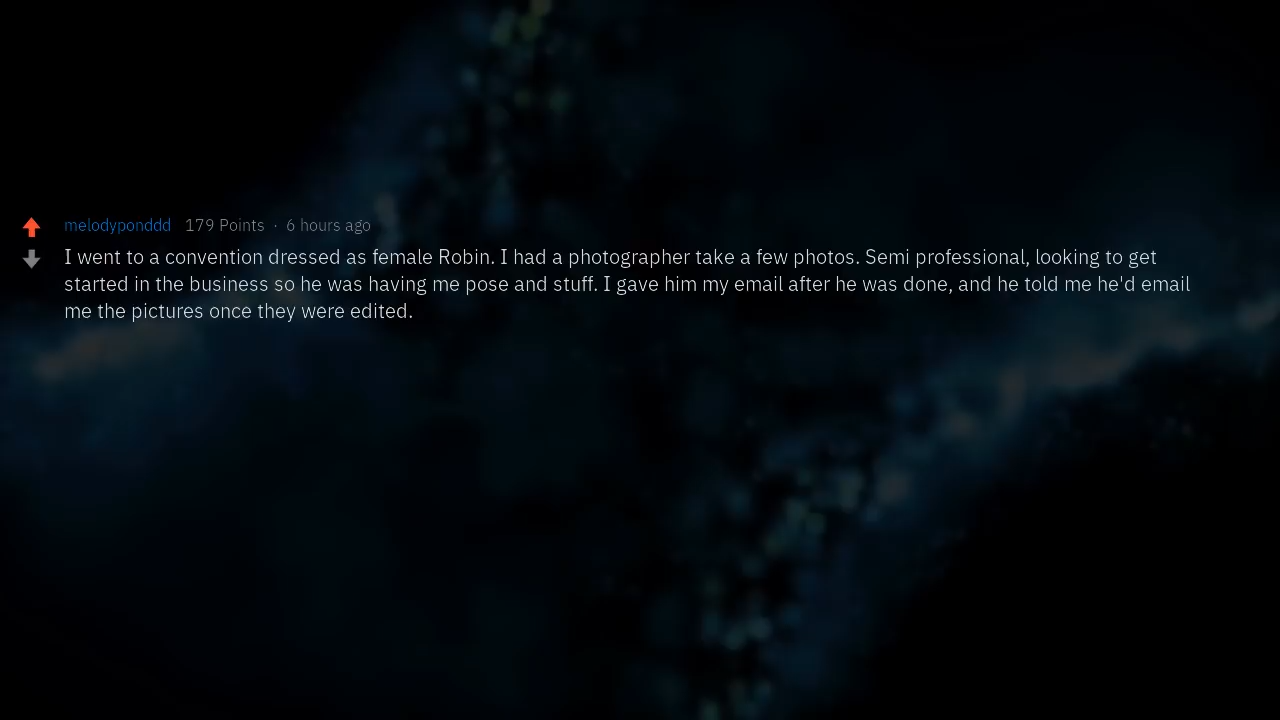 melodyponddd 179 Points · 6 hours ago
I went to a convention dressed as female Robin. I had a photographer take a few photos. Semi professional, looking to get
started in the business so he was having me pose and stuff. I gave him my email after he was done, and he told me he'd email
me the pictures once they were edited.